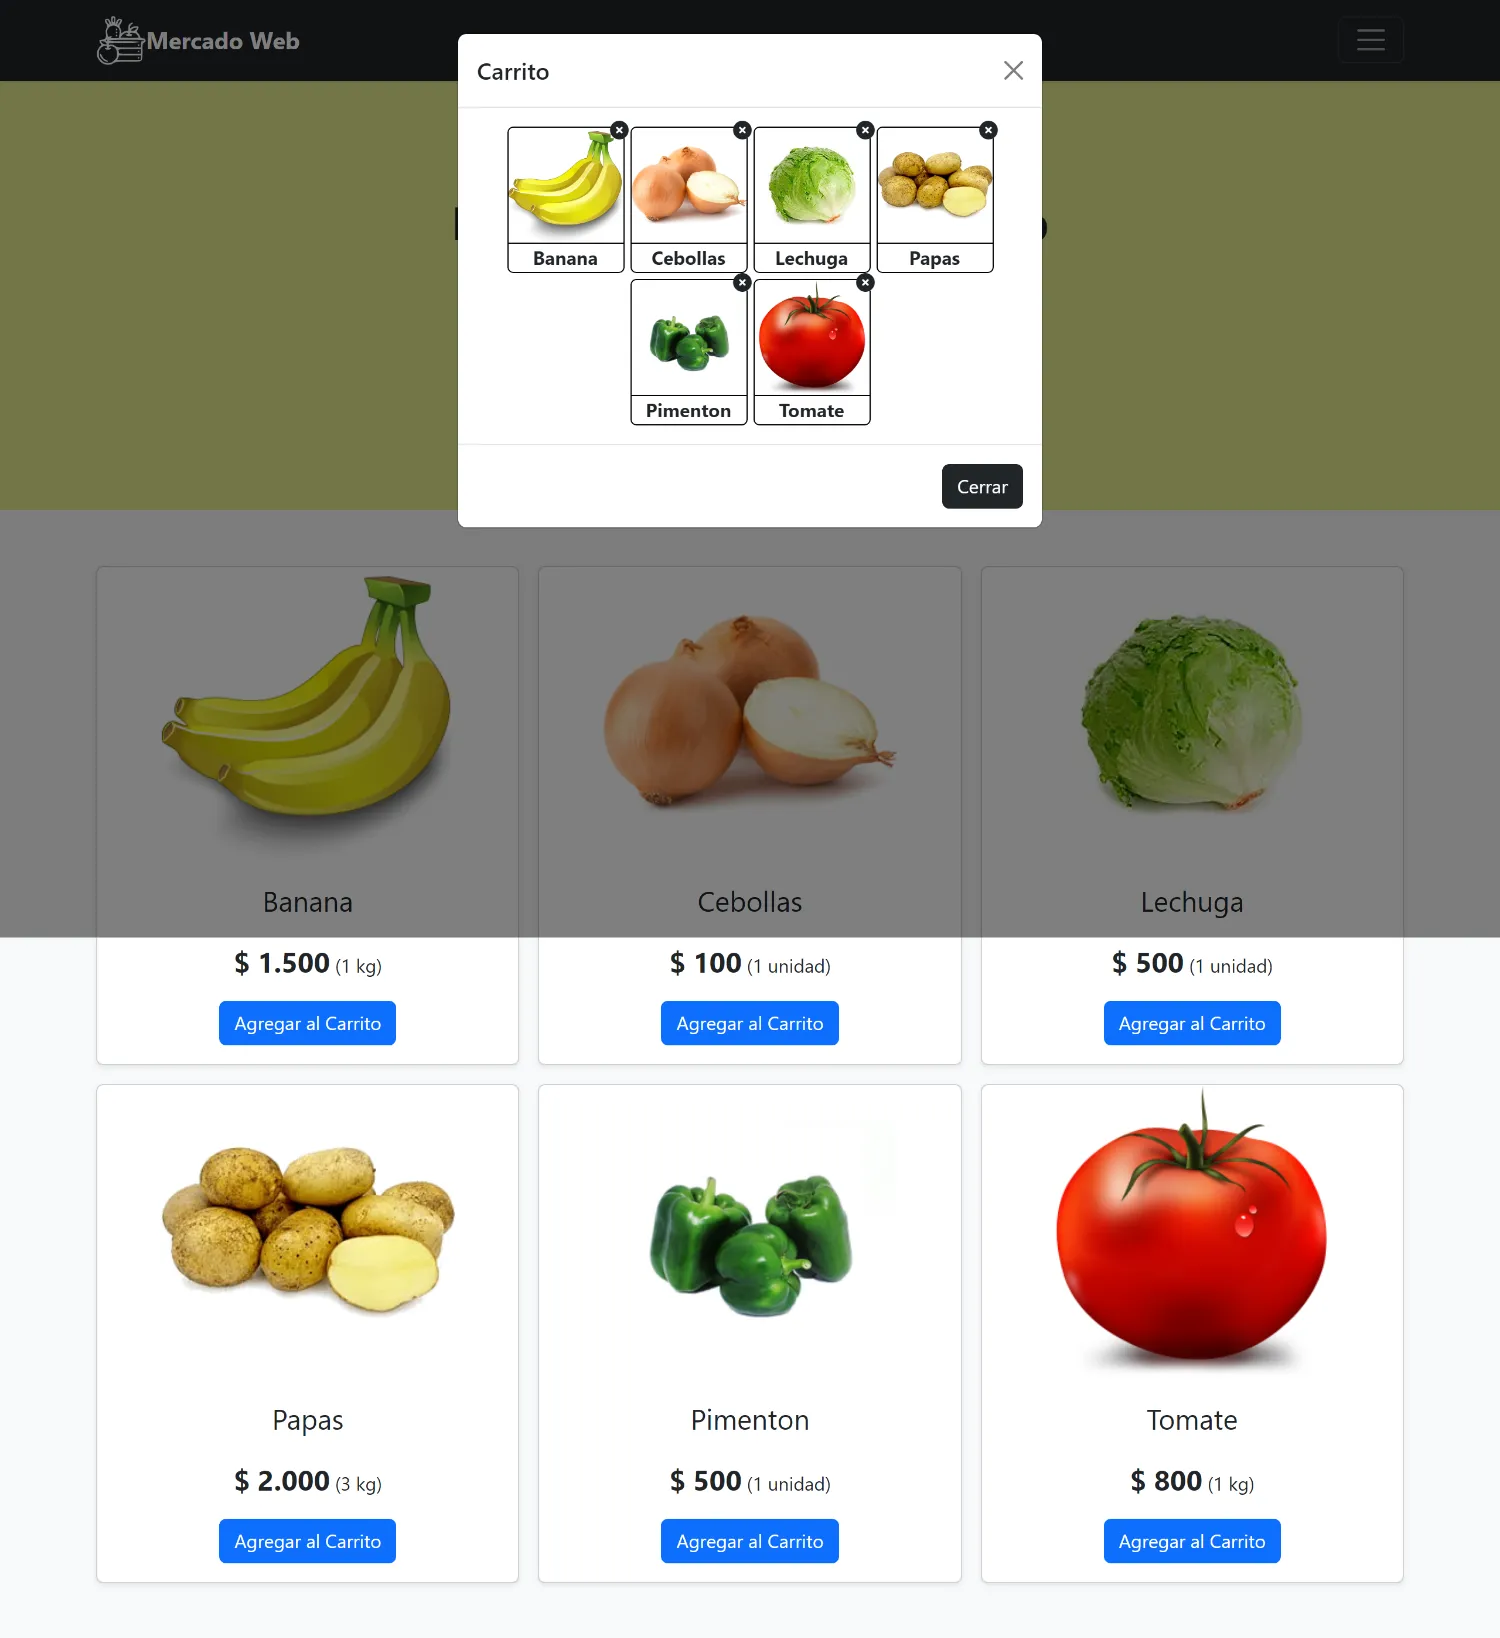 Mercado Web
Carrito
Banana Cebollas Lechuga Papas
Pimenton Tomate
Cerrar
Banana Cebollas Lechuga
$ 1.500 (1 kg) $ 100 (1 unidad) $ 500 (1 unidad)
Agregar al Carrito Agregar al Carrito Agregar al Carrito
Papas Pimenton Tomate
$ 2.000 (3 kg) $ 500 (1 unidad) $ 800 (1 kg)
Agregar al Carrito Agregar al Carrito Agregar al Carrito